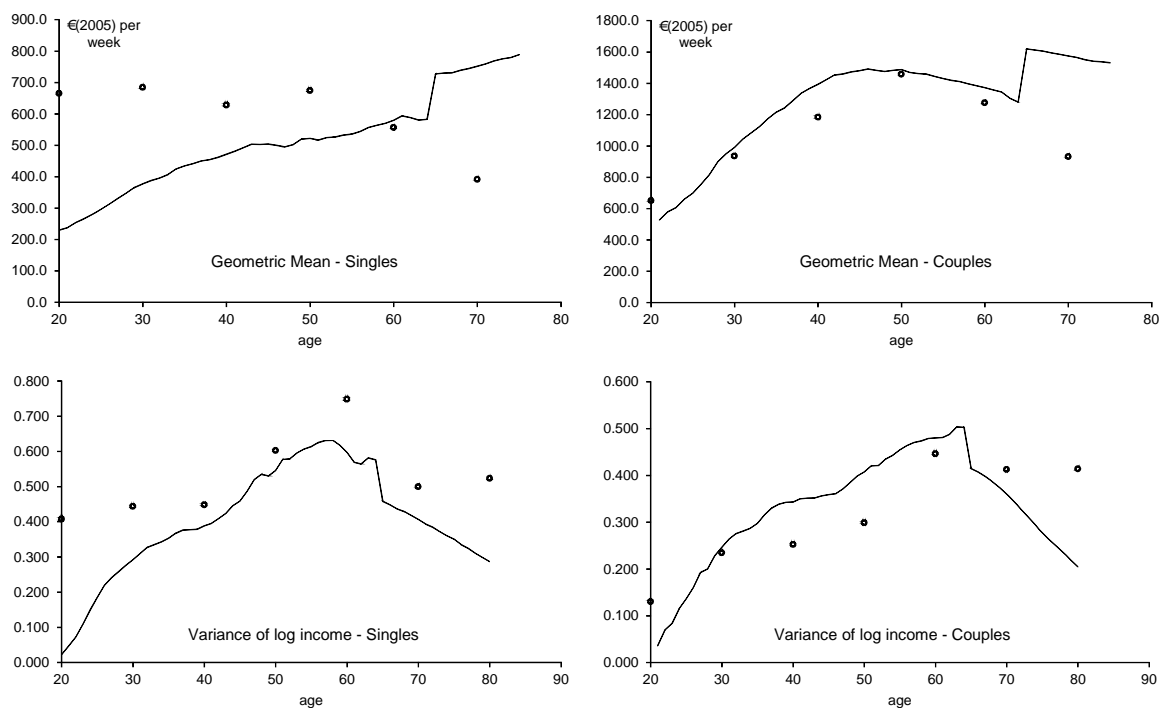 900.0
€(2005) per
week
800.0
700.0
600.0
500.0
400.0
300.0
200.0
100.0
0.0
Geometric Mean - Singles
20 30 40 50 60 70 80
age
1800.0
€(2005) per
week
1600.0
1400.0
1200.0
1000.0
800.0
600.0
400.0
200.0
0.0
Geometric Mean - Couples
20 30 40 50 60 70 80
age
0.800
0.700
0.600
0.500
0.400
0.300
0.200
0.100
0.000
Variance of log income - Singles
20 30 40 50 60 70 80 90
age
0.600
0.500
0.400
0.300
0.200
0.100
0.000
Variance of log income - Couples
20 30 40 50 60 70 80 90
age